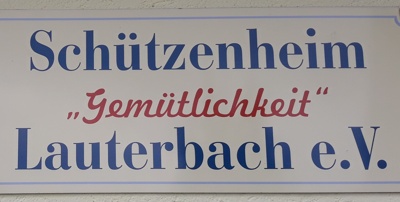 Schützenheim
„Gemütlichkeit“
Lauterbach e.V.